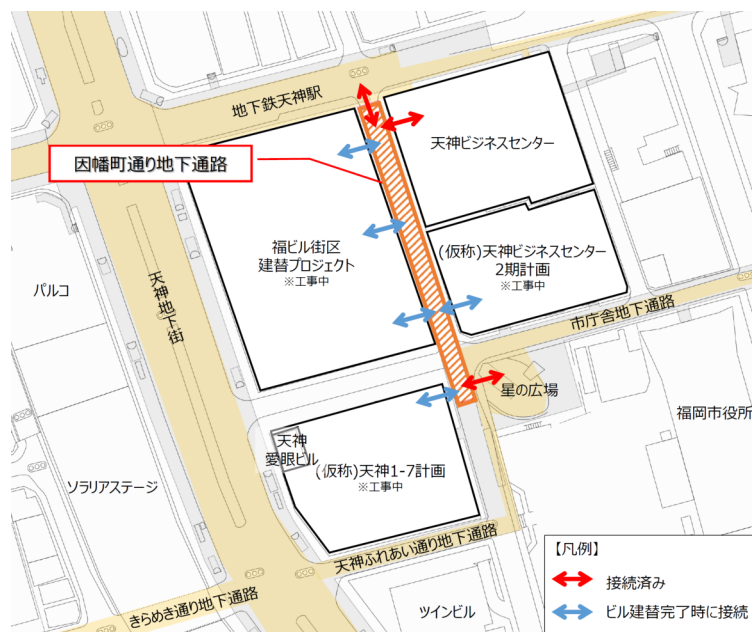 地下鉄天神駅
天神ビジネスセンター
因幡町通り地下通路
(仮称)天神ビジネスセンター
2期計画
※工事中
福ビル街区
建替プロジェクト
※工事中
パルコ
天神地下街
市庁舎地下通路
星の広場
福岡市役所
天神
愛眼ビル
(仮称)天神1-7計画
※工事中
ソラリアステージ
天神ふれあい通り地下通路
きらめき通り地下通路
ツインビル
【凡例】
接続済み
ビル建替完了時に接続